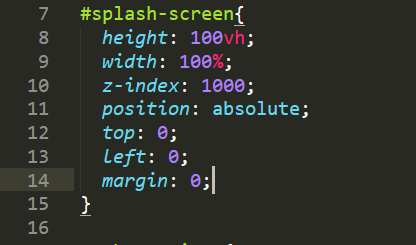 7 #splash-screen{
8 height: 100vh;
9 width: 100%;
10 z-index: 1000;
11 position: absolute;
12 top: 0;
13 left: 0;
14 margin: 0;
15 }
16